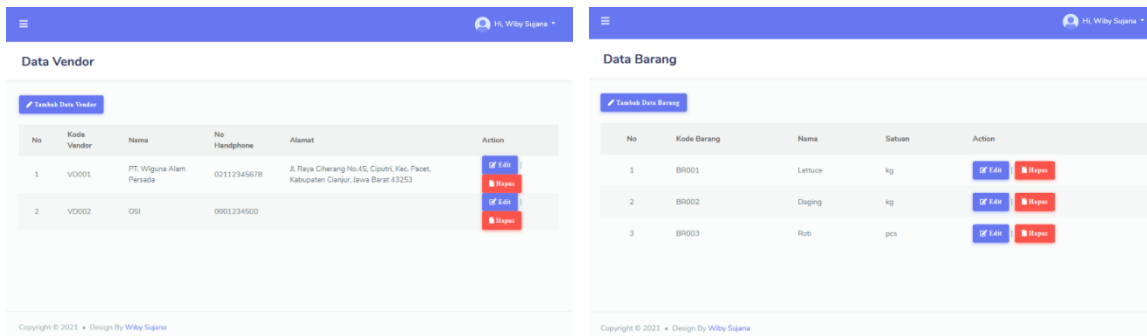 Hi, Wiby Sujana
Data Vendor
Tambah Data Vendor
No Kode Vendor Nama No Handphone Alamat Action
1 VD001 PT. Wiguna Alam Persada 02112345678 Jl. Raya Ciherang No.45, Ciputri, Kec. Pacet, Kabupaten Cianjur, Jawa Barat 43253 Edit | Hapus
2 VD002 OSI 0001234500 Edit | Hapus
Copyright © 2021 • Design By Wiby Sujana
Hi, Wiby Sujana
Data Barang
Tambah Data Barang
No Kode Barang Nama Satuan Action
1 BR001 Lettuce kg Edit | Hapus
2 BR002 Daging kg Edit | Hapus
3 BR003 Roti pcs Edit | Hapus
Copyright © 2021 • Design By Wiby Sujana